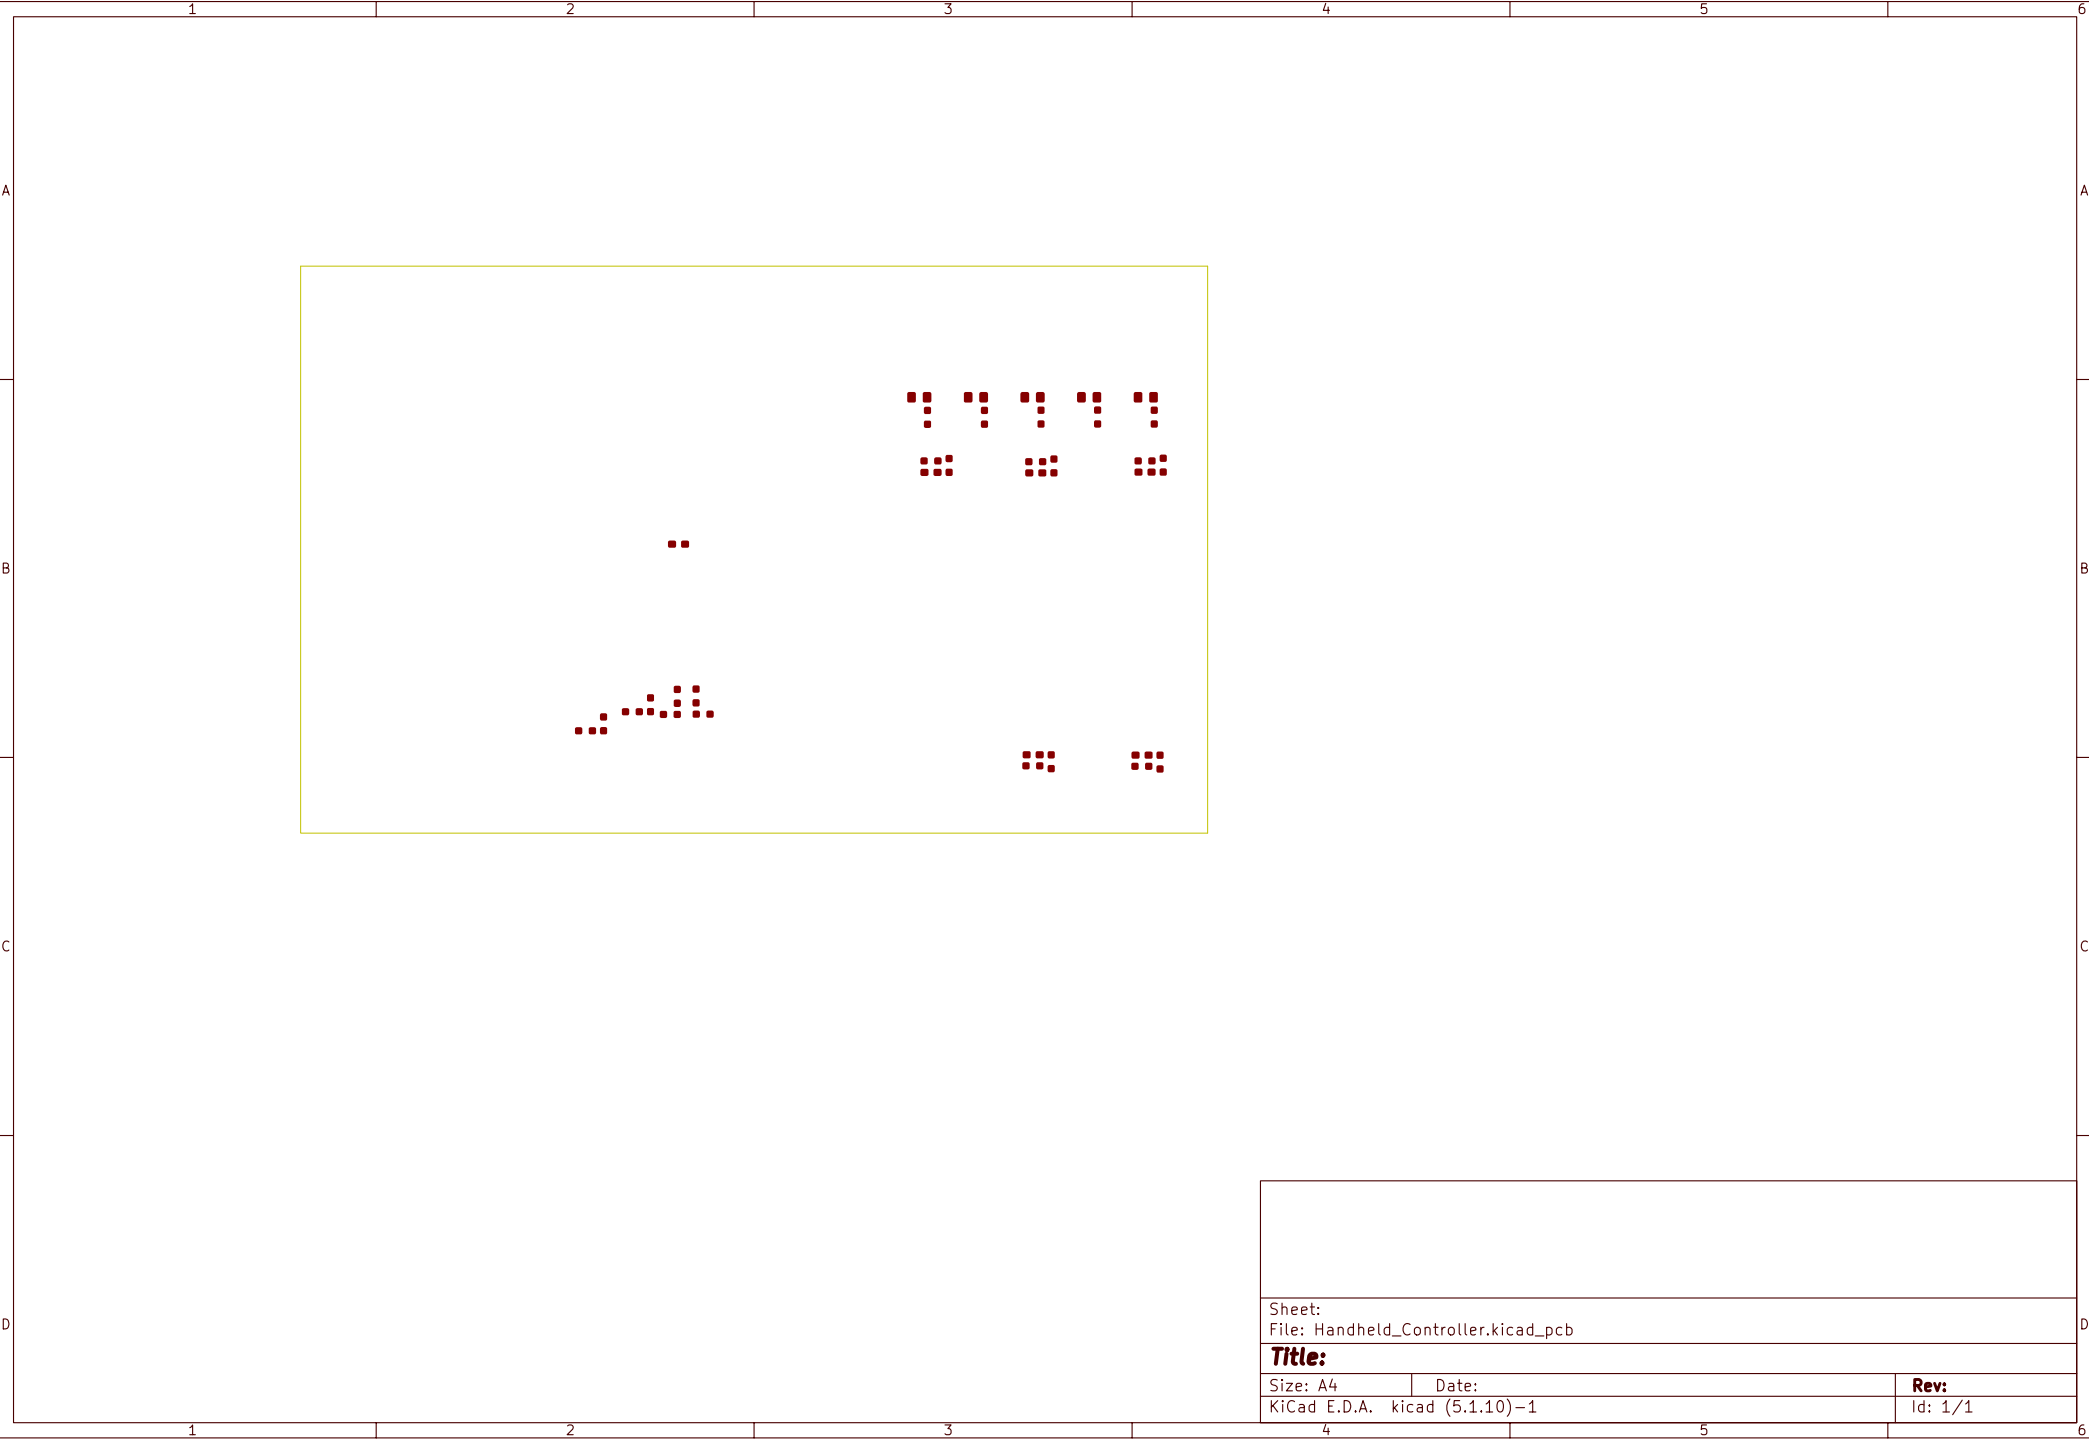 1 2 3 4 5 6
A A
B B
C C
D D
Sheet:
File: Handheld_Controller.kicad_pcb
Title:
Size: A4 Date: Rev:
KiCad E.D.A. kicad (5.1.10)-1 Id: 1/1
1 2 3 4 5 6